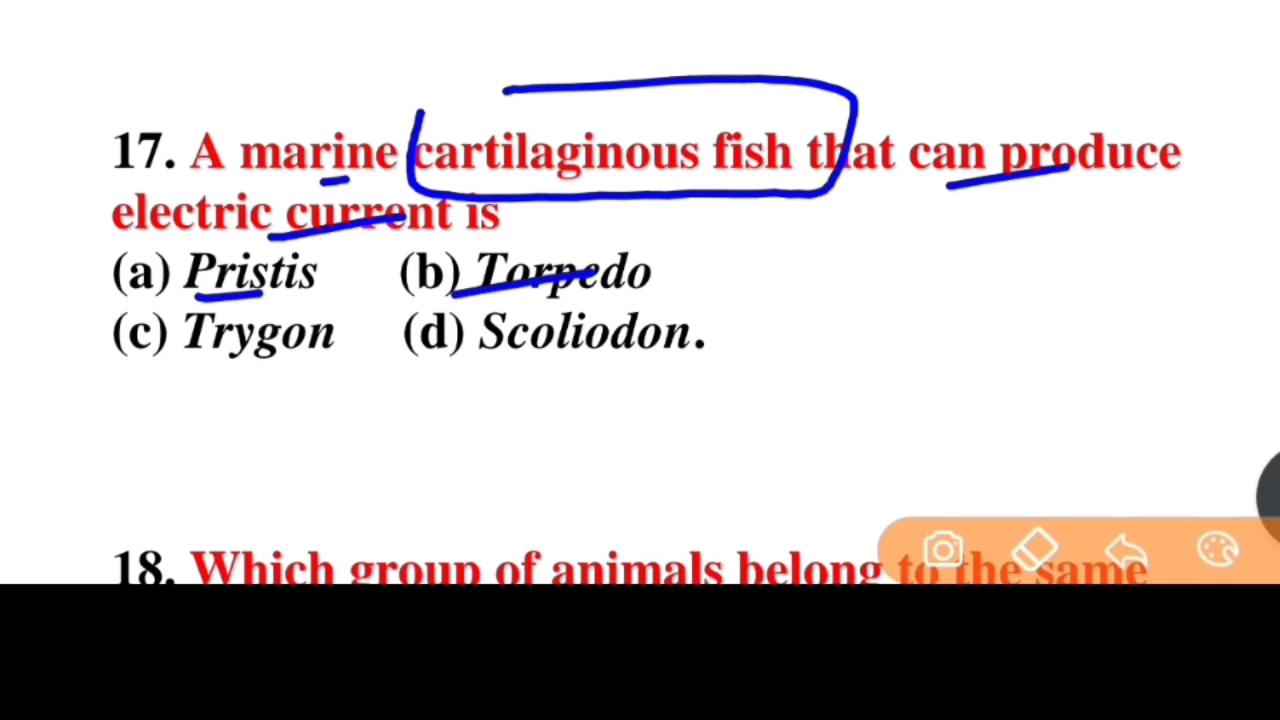 17. A marine cartilaginous fish that can produce
electric current is
(a) Pristis (b) Torpedo
(c) Trygon (d) Scoliodon.
18. Which group of animals belong to the same